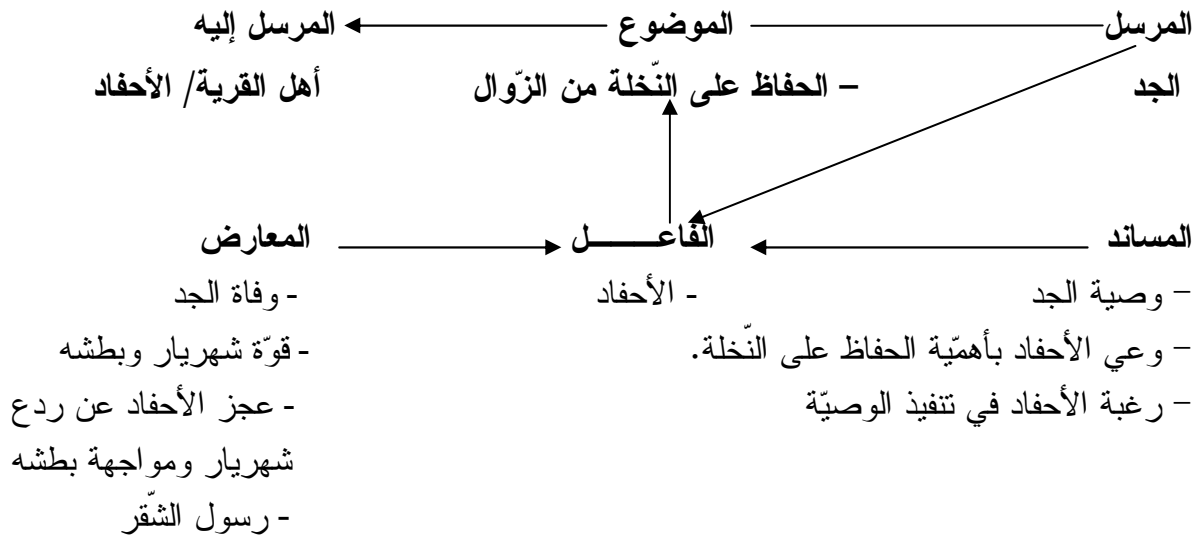 المرسل الموضوع المرسل إليه
الجد – الحفاظ على النّخلة من الزّوال أهل القرية/ الأحفاد
المساند الفاعــــــــل المعارض
– وصية الجد - الأحفاد - وفاة الجد
– وعي الأحفاد بأهمّية الحفاظ على النّخلة. - قوّة شهريار وبطشه
– رغبة الأحفاد في تنفيذ الوصيّة - عجز الأحفاد عن ردع
شهريار ومواجهة بطشه
- رسول الشّقر